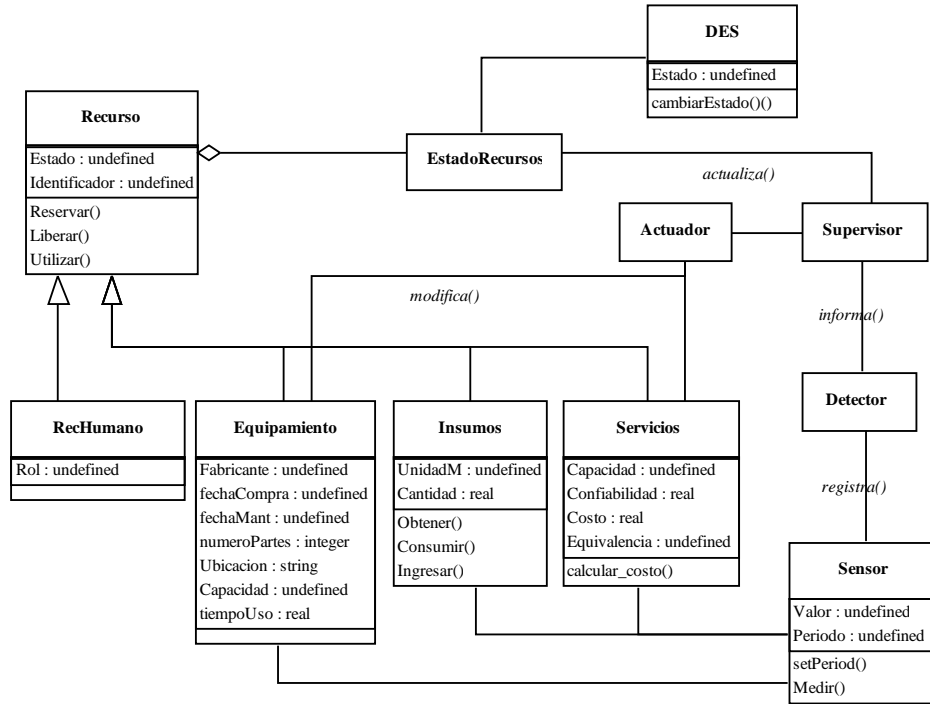 DES
Estado : undefined
cambiarEstado()()
Recurso
Estado : undefined
Identificador : undefined
Reservar()
Liberar()
Utilizar()
EstadoRecursos
actualiza()
Actuador
Supervisor
modifica()
informa()
Detector
registra()
RecHumano
Rol : undefined
Equipamiento
Fabricante : undefined
fechaCompra : undefined
fechaMant : undefined
numeroPartes : integer
Ubicacion : string
Capacidad : undefined
tiempoUso : real
Insumos
UnidadM : undefined
Cantidad : real
Obtener()
Consumir()
Ingresar()
Servicios
Capacidad : undefined
Confiabilidad : real
Costo : real
Equivalencia : undefined
calcular_costo()
Sensor
Valor : undefined
Periodo : undefined
setPeriod()
Medir()